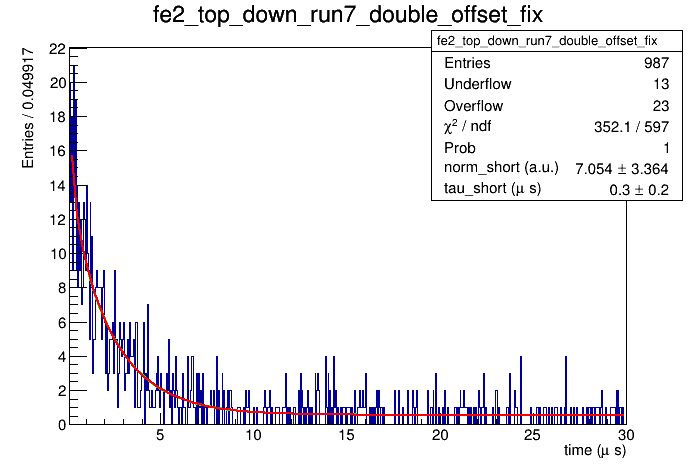 fe2_top_down_run7_double_offset_fix
fe2_top_down_run7_double_offset_fix
Entries 987
Underflow 13
Overflow 23
χ² / ndf 352.1 / 597
Prob 1
norm_short (a.u.) 7.054 ± 3.364
tau_short (μ s) 0.3 ± 0.2
Entries / 0.049917
22
20
18
16
14
12
10
8
6
4
2
0
5 10 15 20 25 30
time (μ s)